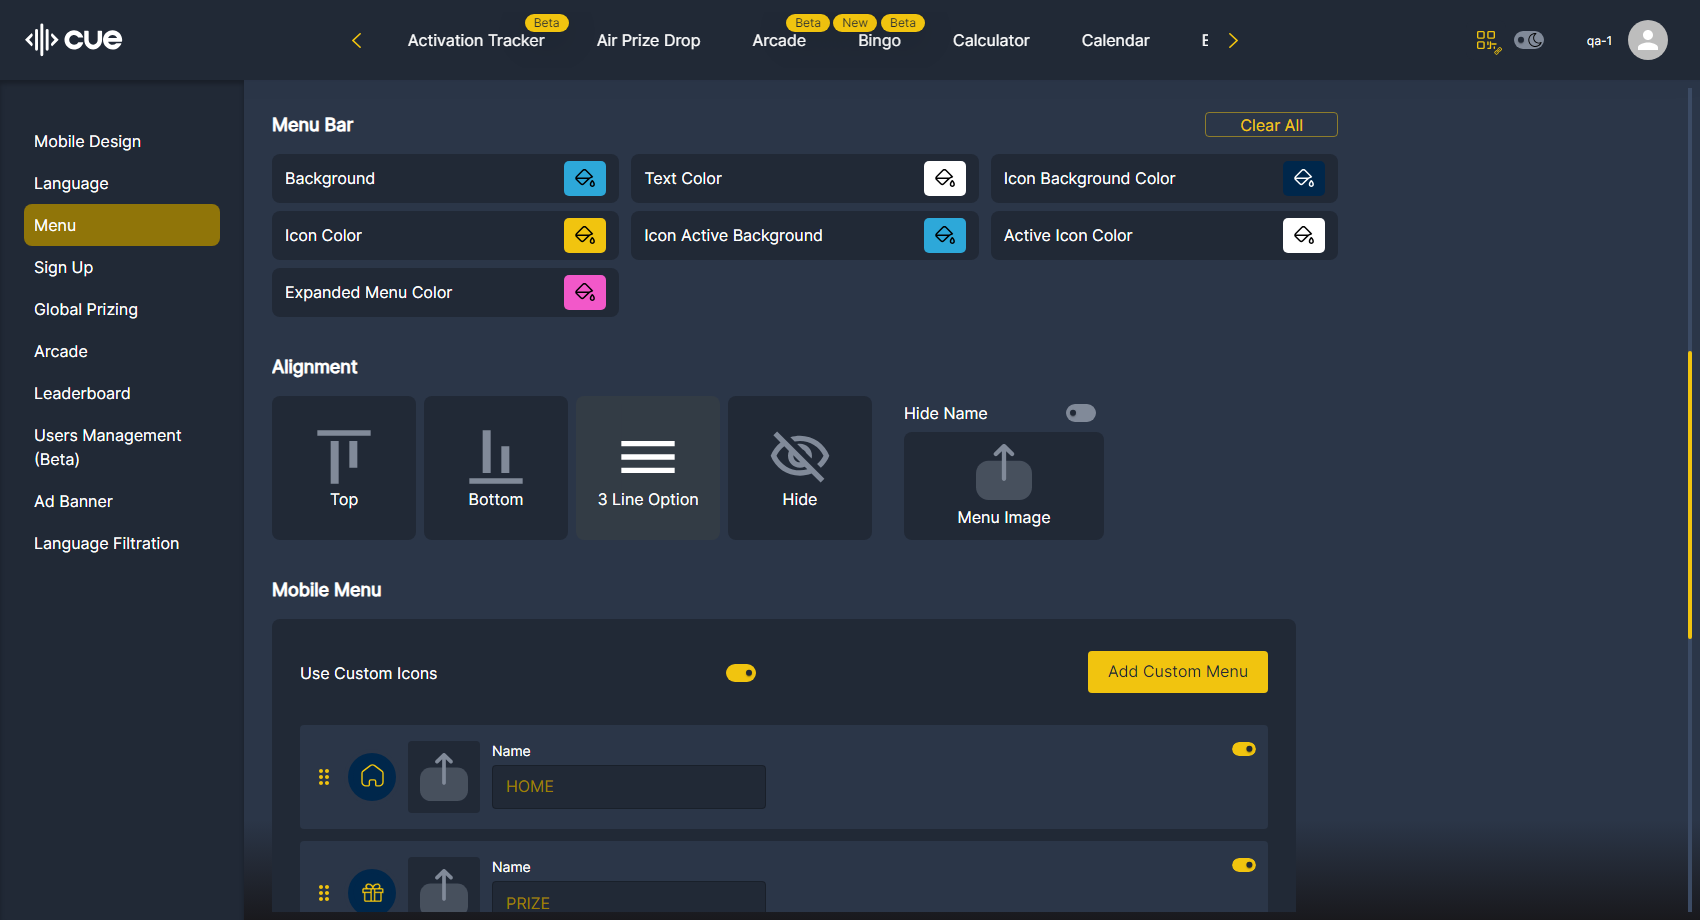 cue
Beta
Beta
New
Beta
Activation Tracker
Air Prize Drop
Arcade
Bingo
Calculator
Calendar
qa-1
Mobile Design
Language
Menu
Sign Up
Global Prizing
Arcade
Leaderboard
Users Management
(Beta)
Ad Banner
Language Filtration
Menu Bar
Clear All
Background
Text Color
Icon Background Color
Icon Color
Icon Active Background
Active Icon Color
Expanded Menu Color
Alignment
Top
Bottom
3 Line Option
Hide
Hide Name
Menu Image
Mobile Menu
Use Custom Icons
Add Custom Menu
Name
HOME
Name
PRIZE